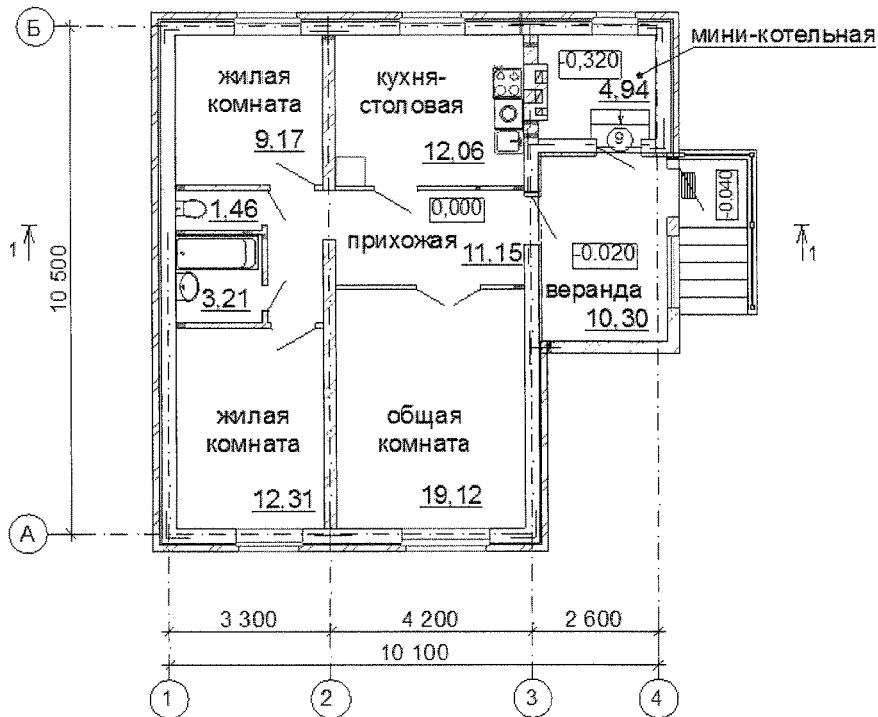 Б
мини-котельная
-0,320
4,94
жилая
комната
9,17
кухня-
столовая
12,06
9
-0.040
1,46
0,000
прихожая
11,15
-0.020
1
1
10 500
3,21
веранда
10,30
жилая
комната
12,31
общая
комната
19,12
А
3 300
4 200
2 600
10 100
1
2
3
4